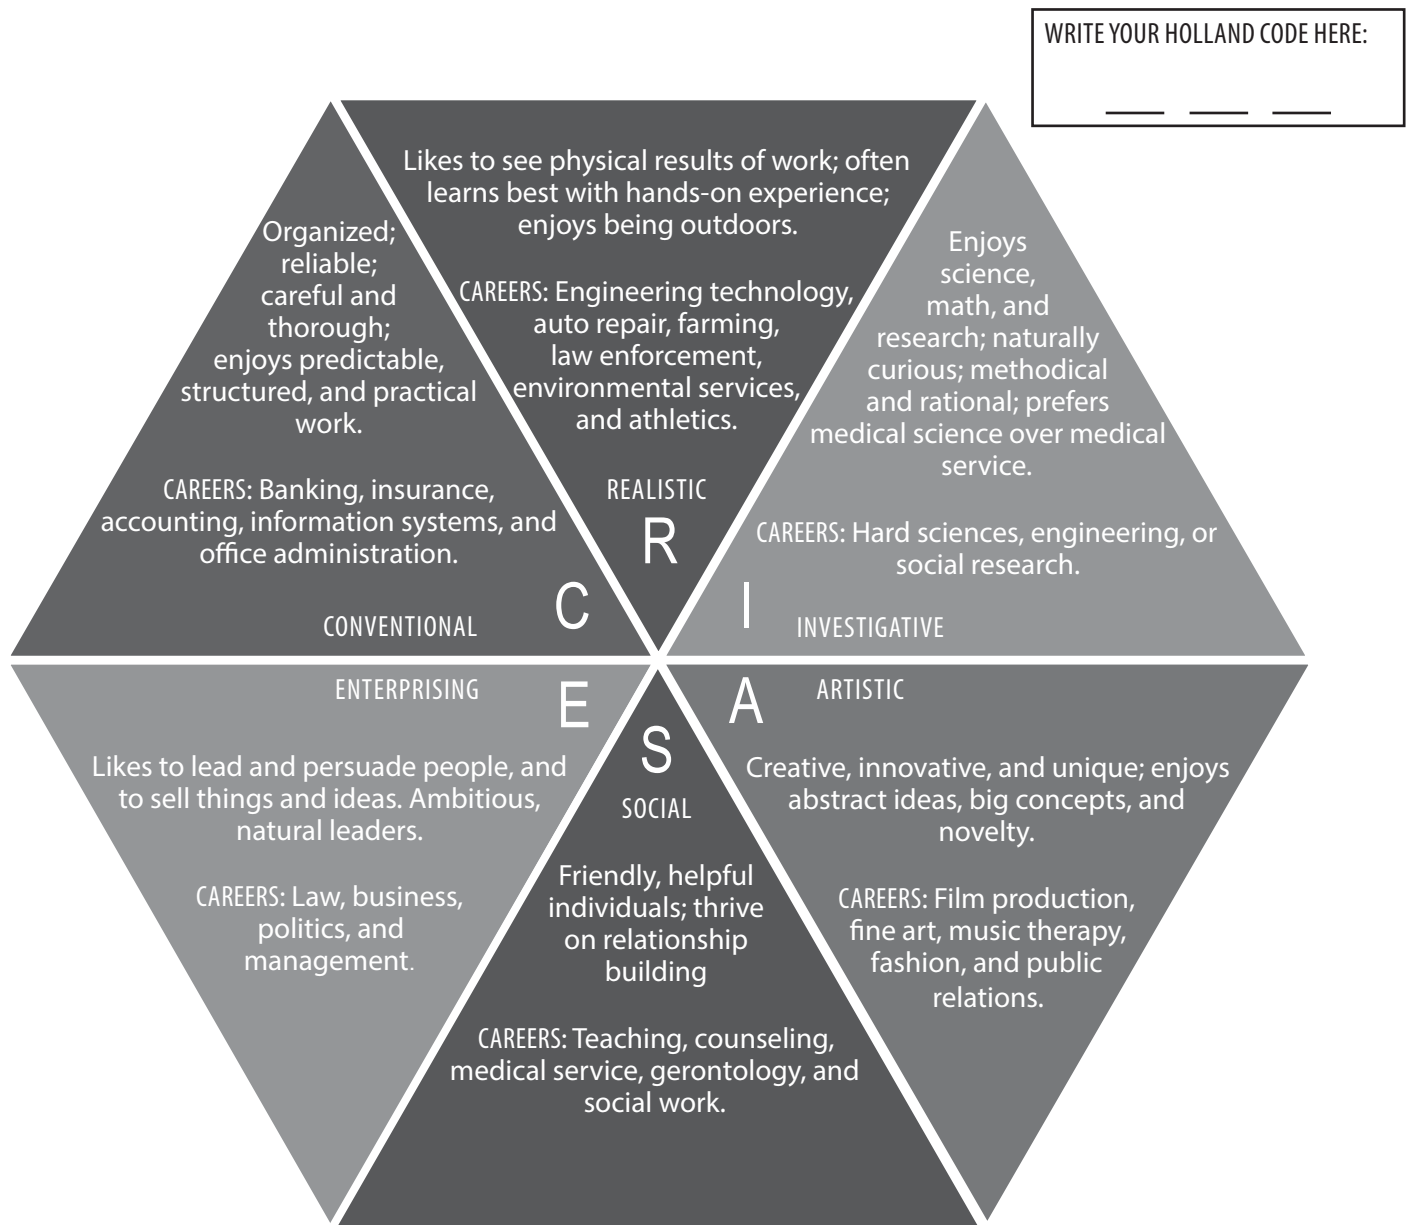 WRITE YOUR HOLLAND CODE HERE:
Likes to see physical results of work; often
learns best with hands-on experience;
enjoys being outdoors.
CAREERS: Engineering technology,
auto repair, farming,
law enforcement,
environmental services,
and athletics.
REALISTIC
R
Enjoys
science,
math, and
research; naturally
curious; methodical
and rational; prefers
medical science over medical
service.
CAREERS: Hard sciences, engineering, or
social research.
I
INVESTIGATIVE
A
ARTISTIC
Creative, innovative, and unique; enjoys
abstract ideas, big concepts, and
novelty.
CAREERS: Film production,
fine art, music therapy,
fashion, and public
relations.
S
SOCIAL
Friendly, helpful
individuals; thrive
on relationship
building
CAREERS: Teaching, counseling,
medical service, gerontology, and
social work.
ENTERPRISING
E
Likes to lead and persuade people, and
to sell things and ideas. Ambitious,
natural leaders.
CAREERS: Law, business,
politics, and
management.
Organized;
reliable;
careful and
thorough;
enjoys predictable,
structured, and practical
work.
CAREERS: Banking, insurance,
accounting, information systems, and
office administration.
C
CONVENTIONAL